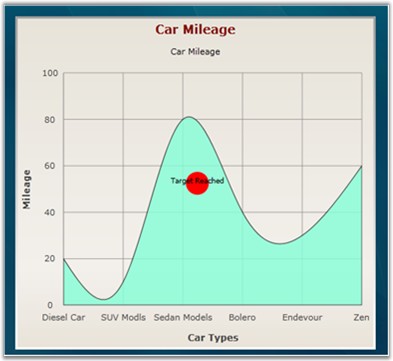 Car Mileage
Car Mileage
100
80
60
40
20
0
Mileage
Target Reached
Diesel Car SUV Modls Sedan Models Bolero Endevour Zen
Car Types